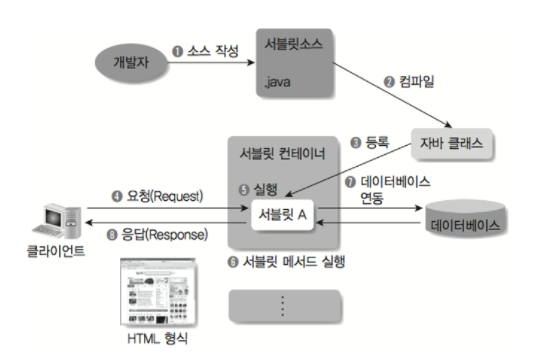 개발자
❶ 소스 작성
서블릿소스
.java
❷ 컴파일
자바 클래스
❸ 등록
서블릿 컨테이너
❹ 요청(Request)
❺ 실행
서블릿 A
❼ 데이터베이스
연동
데이터베이스
❽ 응답(Response)
클라이언트
❻ 서블릿 메서드 실행
HTML 형식